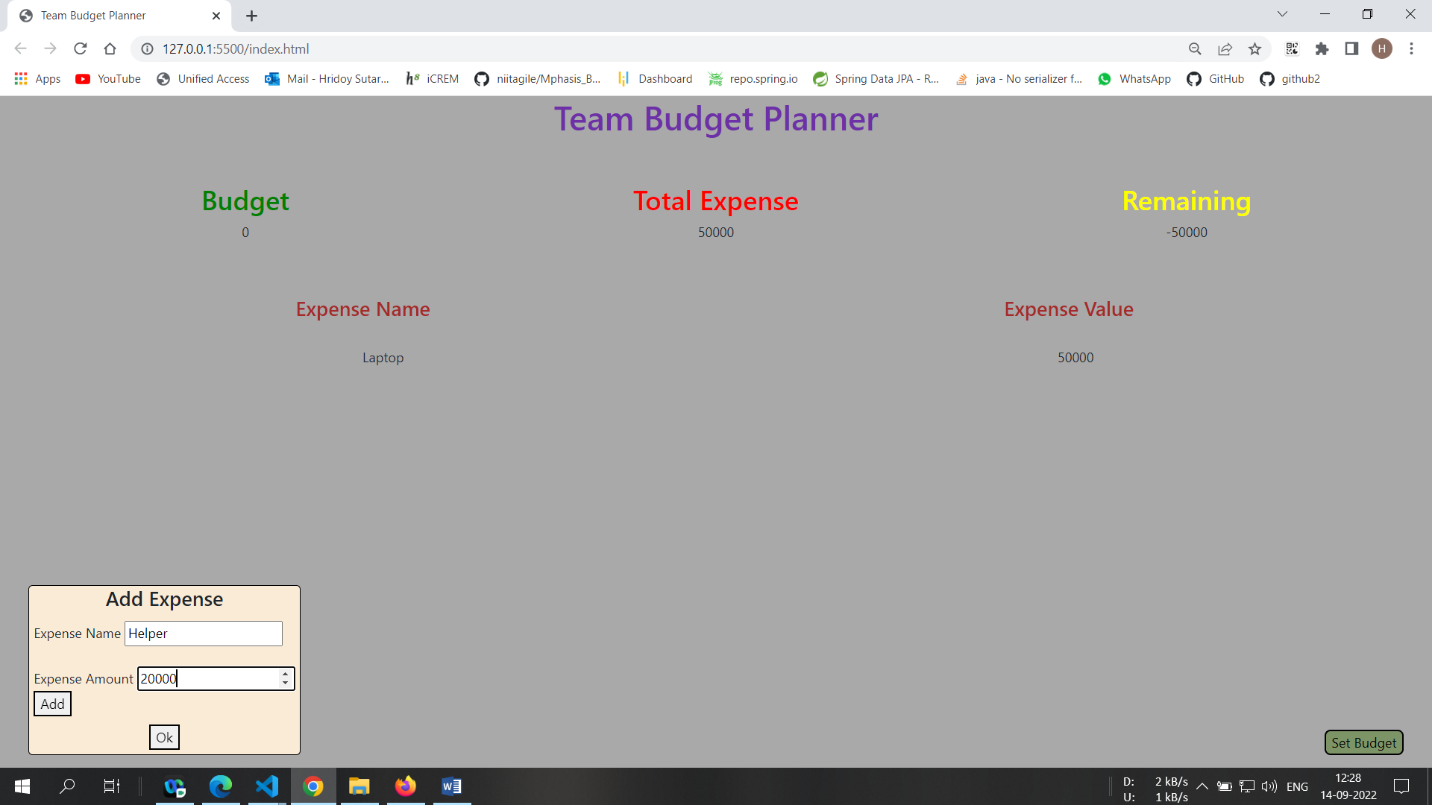 Team Budget Planner
127.0.0.1:5500/index.html
H
Apps YouTube Unified Access Mail - Hridoy Sutar... iCREM niitagile/Mphasis_B... Dashboard repo.spring.io Spring Data JPA - R... java - No serializer f... WhatsApp GitHub github2
Team Budget Planner
Budget Total Expense Remaining
0 50000 -50000
Expense Name Expense Value
Laptop 50000
Add Expense
Expense Name Helper
Expense Amount 20000
Add
Ok
Set Budget
D: 2 kB/s
U: 1 kB/s
ENG
12:28
14-09-2022